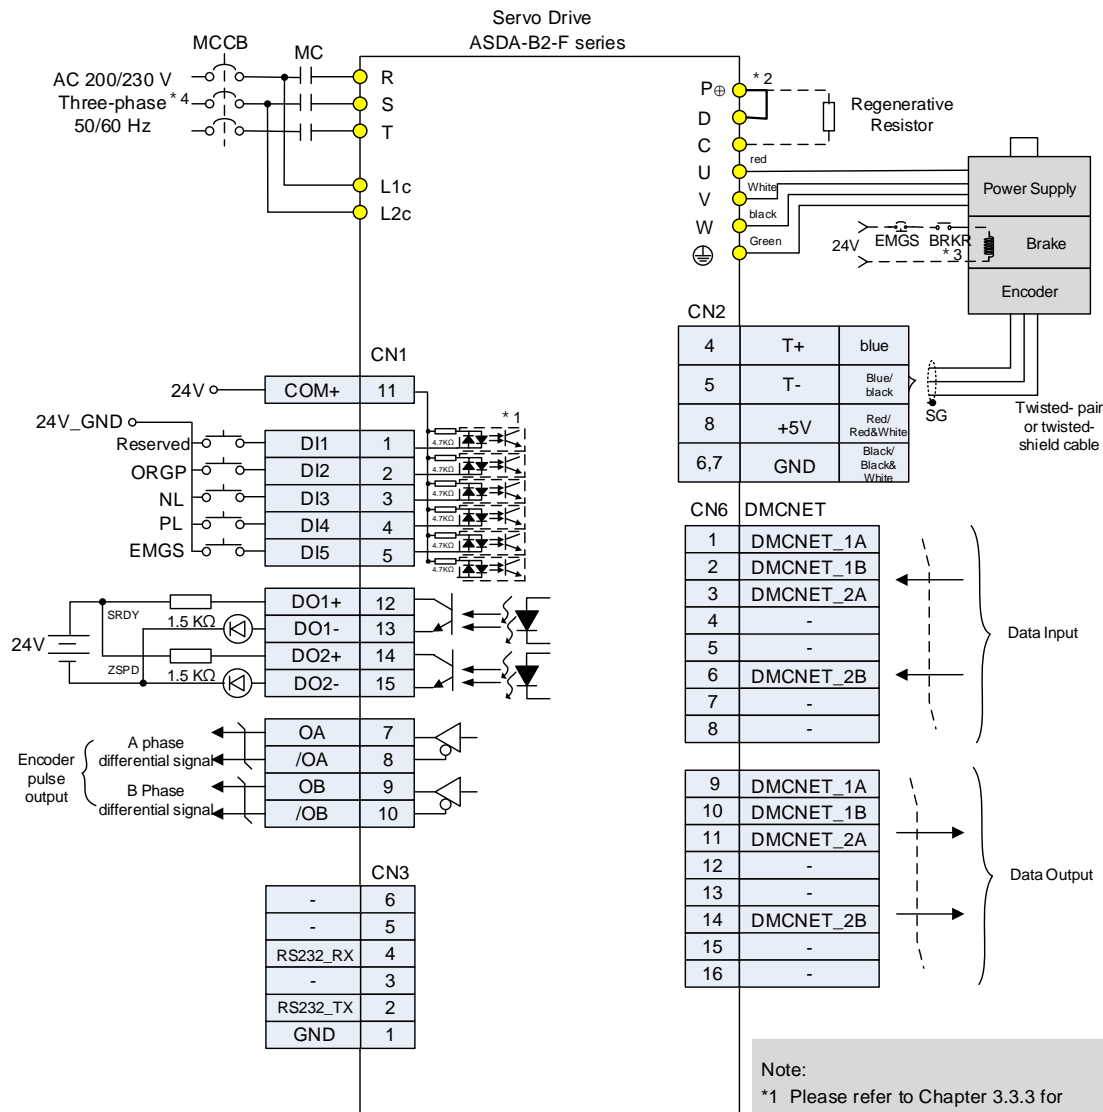 Servo Drive
ASDA-B2-F series
MCCB
MC
AC 200/230 V
Three-phase *4
50/60 Hz
R
S
T
L1c
L2c
P⊕
D
C
U
V
W
*2
Regenerative
Resistor
red
White
black
Green
Power Supply
Brake
Encoder
24V
EMGS
BRKR
*3
CN2
4 T+ blue
5 T- Blue/
black
8 +5V Red/
Red&White
6,7 GND Black/
Black&
White
SG
Twisted- pair
or twisted-
shield cable
CN1
24V
COM+ 11
24V_GND
Reserved DI1 1
ORGP DI2 2
NL DI3 3
PL DI4 4
EMGS DI5 5
*1
4.7KΩ
4.7KΩ
4.7KΩ
4.7KΩ
4.7KΩ
4.7KΩ
24V
SRDY
1.5 KΩ
ZSPD
1.5 KΩ
DO1+ 12
DO1- 13
DO2+ 14
DO2- 15
Encoder
pulse
output
A phase
differential signal
B Phase
differential signal
OA 7
/OA 8
OB 9
/OB 10
CN3
- 6
- 5
RS232_RX 4
- 3
RS232_TX 2
GND 1
CN6 DMCNET
1 DMCNET_1A
2 DMCNET_1B
3 DMCNET_2A
4 -
5 -
6 DMCNET_2B
7 -
8 -
Data Input
9 DMCNET_1A
10 DMCNET_1B
11 DMCNET_2A
12 -
13 -
14 DMCNET_2B
15 -
16 -
Data Output
Note:
*1 Please refer to Chapter 3.3.3 for